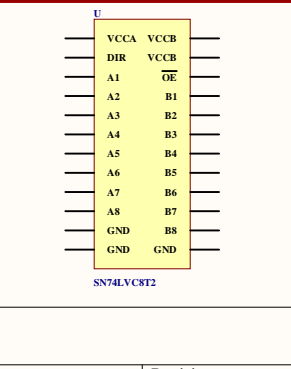 U
VCCA VCCB
DIR VCCB
A1 OE
A2 B1
A3 B2
A4 B3
A5 B4
A6 B5
A7 B6
A8 B7
GND B8
GND GND
SN74LVC8T2